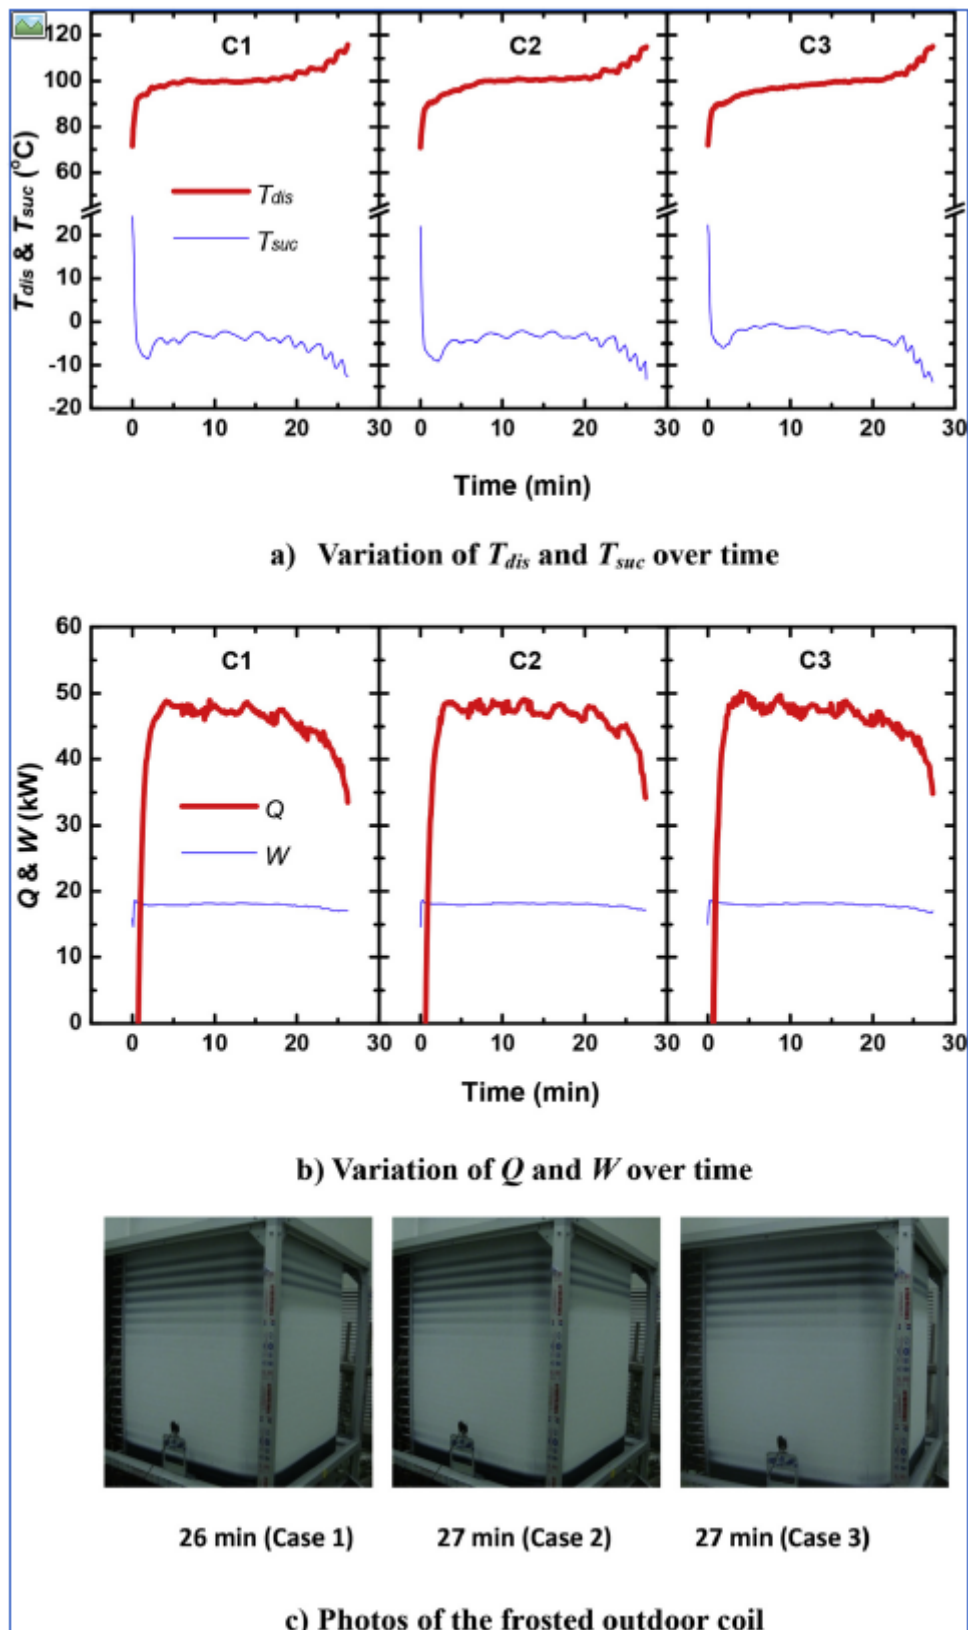 C1 C2 C3
120
100
80
60
20
10
0
-10
-20
Tdis & Tsuc (°C)
Tdis
Tsuc
0 10 20 30 0 10 20 30 0 10 20 30
Time (min)
a) Variation of Tdis and Tsuc over time
C1 C2 C3
60
50
40
30
20
10
0
Q & W (kW)
Q
W
0 10 20 30 0 10 20 30 0 10 20 30
Time (min)
b) Variation of Q and W over time
26 min (Case 1) 27 min (Case 2) 27 min (Case 3)
c) Photos of the frosted outdoor coil